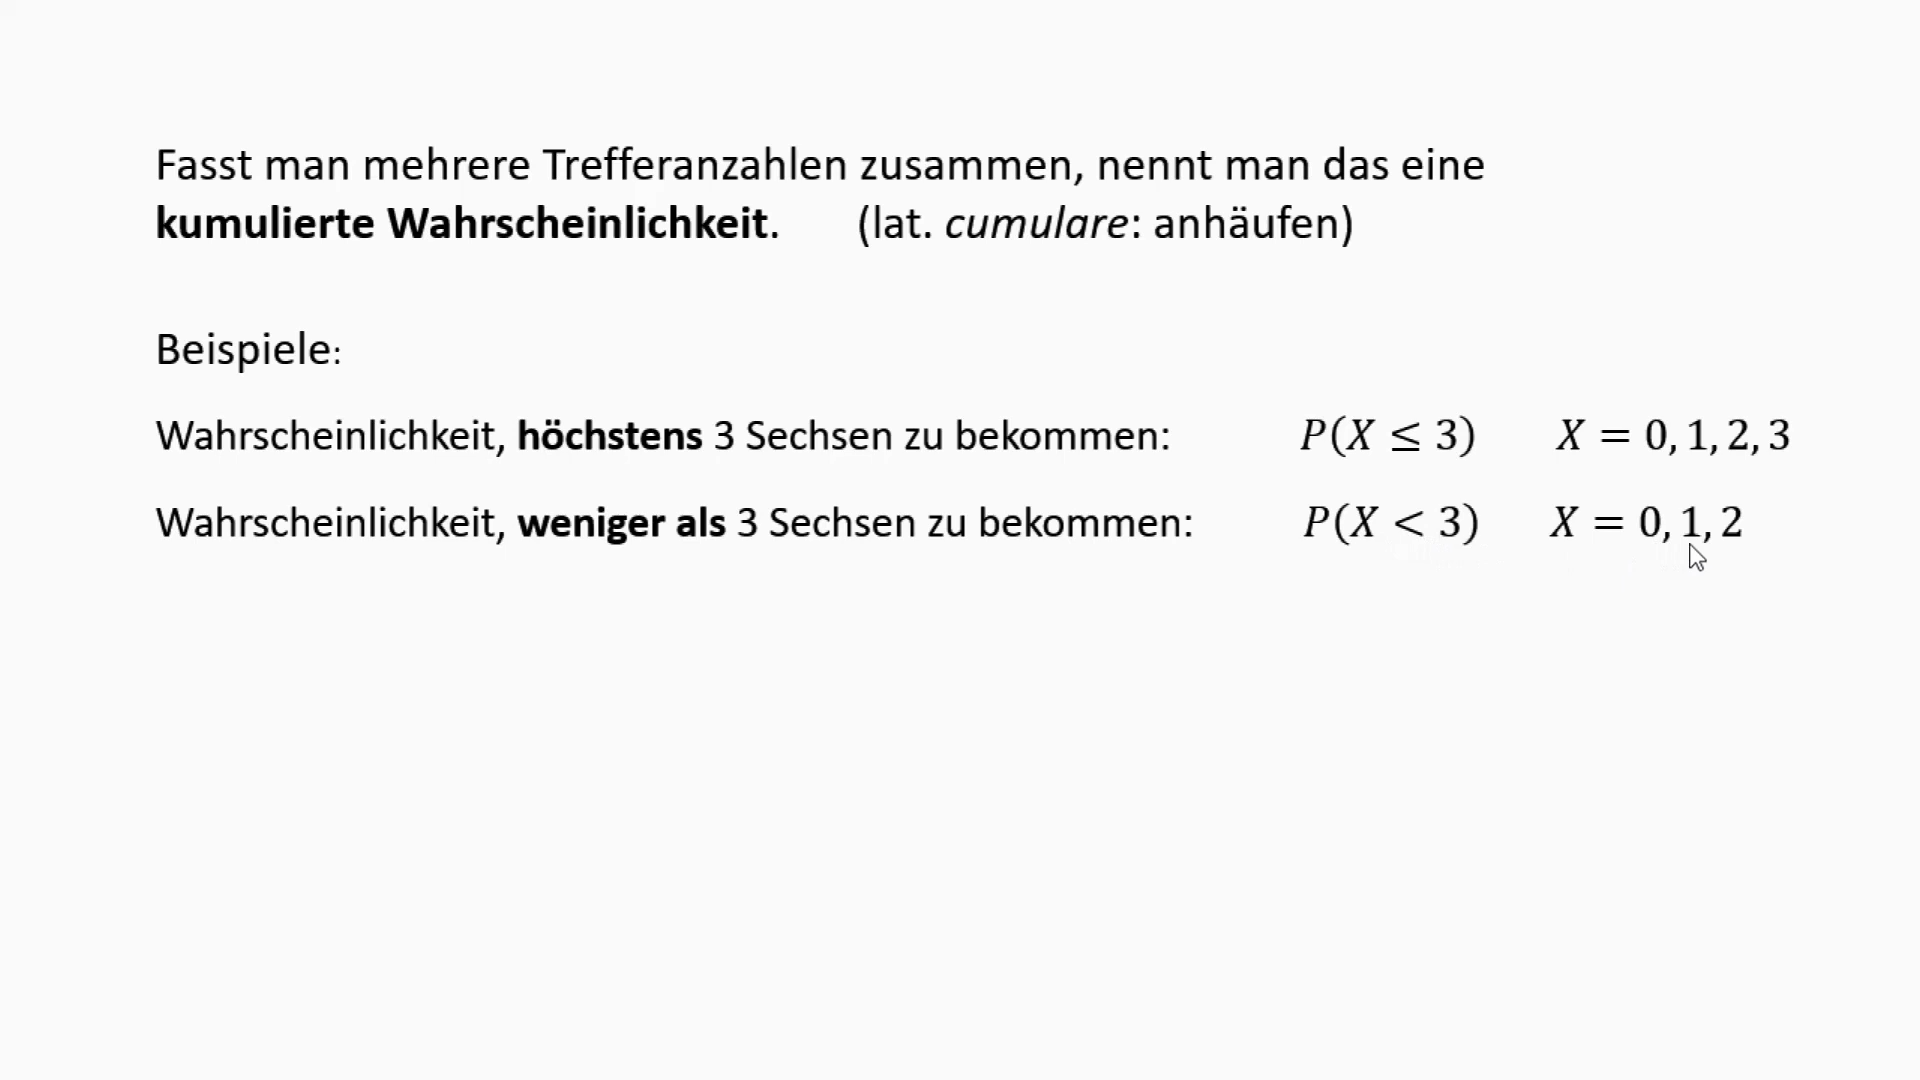 Fasst man mehrere Trefferanzahlen zusammen, nennt man das eine
kumulierte Wahrscheinlichkeit. (lat. cumulare: anhäufen)
Beispiele:
Wahrscheinlichkeit, höchstens 3 Sechsen zu bekommen: P(X ≤ 3) X = 0, 1, 2, 3
Wahrscheinlichkeit, weniger als 3 Sechsen zu bekommen: P(X < 3) X = 0, 1, 2